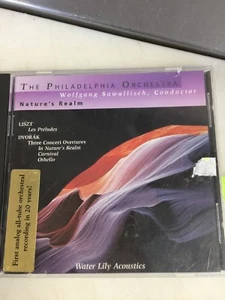 THE PHILADELPHIA ORCHESTRA
Wolfgang Sawallisch, Conductor
Nature's Realm
LISZT
Les Preludes
DVOŘÁK
Three Concert Overtures
In Nature's Realm
Carnival
Othello
First analog all-tube orchestral
recording in 20 years!
Water Lily Acoustics